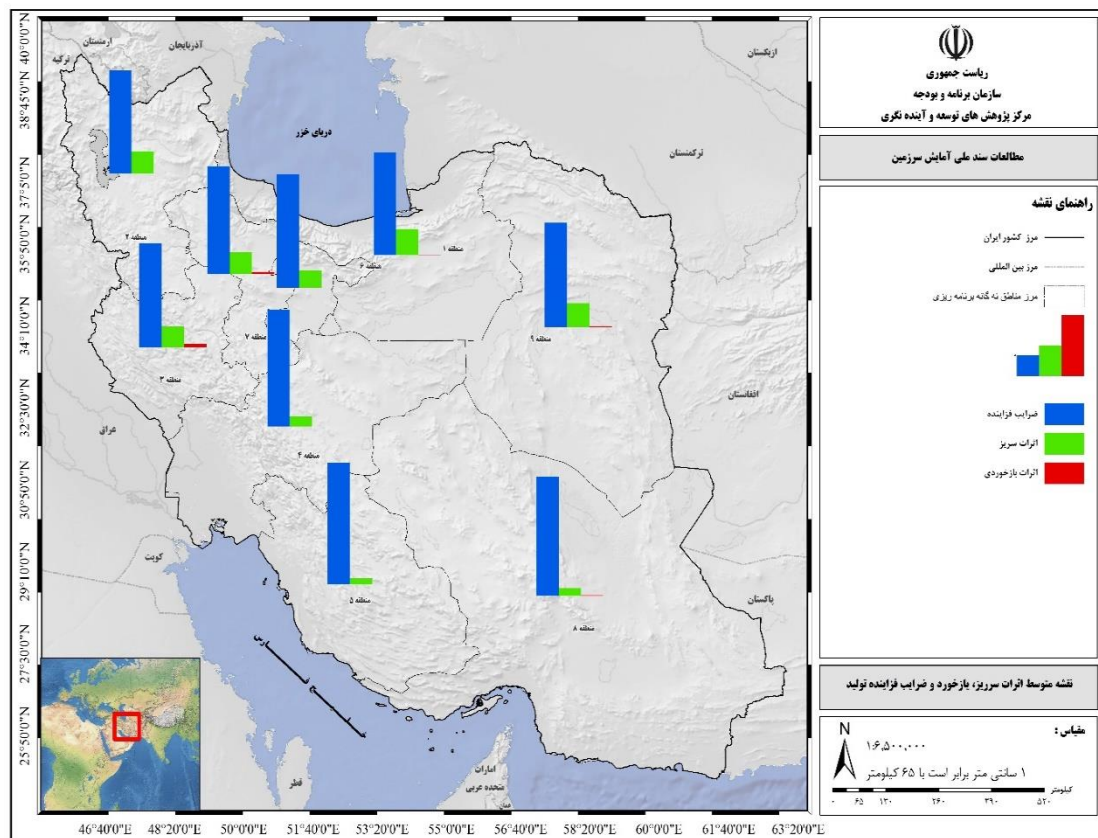 ریاست جمهوری
سازمان برنامه و بودجه
مرکز پژوهش های توسعه و آینده نگری
مطالعات سند ملی آمایش سرزمین
راهنمای نقشه
مرز کشور ایران
مرز بین المللی
مرز مناطق نه گانه برنامه ریزی
ضرایب فزاینده
اثرات سریز
اثرات بازخوردی
نقشه متوسط اثرات سرریز، بازخورد و ضرایب فزاینده تولید
مقیاس :
N
۱:۶,۵۰۰,۰۰۰
۱ سانتی متر برابر است با ۶۵ کیلومتر
کیلومتر
۰ ۶۵ ۱۳۰ ۲۶۰ ۳۹۰ ۵۲۰
ارمنستان
آذربایجان
ترکیه
ازبکستان
دریای خزر
ترکمنستان
منطقه ۱
منطقه ۲
منطقه ۶
منطقه ۷
منطقه ۹
منطقه ۳
افغانستان
عراق
منطقه ۴
کویت
منطقه ۵
منطقه ۸
پاکستان
قطر
امارات
متحده عربی
عمان
40°0'0"N
38°45'0"N
37°5'0"N
35°50'0"N
34°10'0"N
32°30'0"N
30°50'0"N
29°10'0"N
27°30'0"N
25°50'0"N
46°40'0"E 48°20'0"E 50°0'0"E 51°40'0"E 53°20'0"E 55°0'0"E 56°40'0"E 58°20'0"E 60°0'0"E 61°40'0"E 63°20'0"E